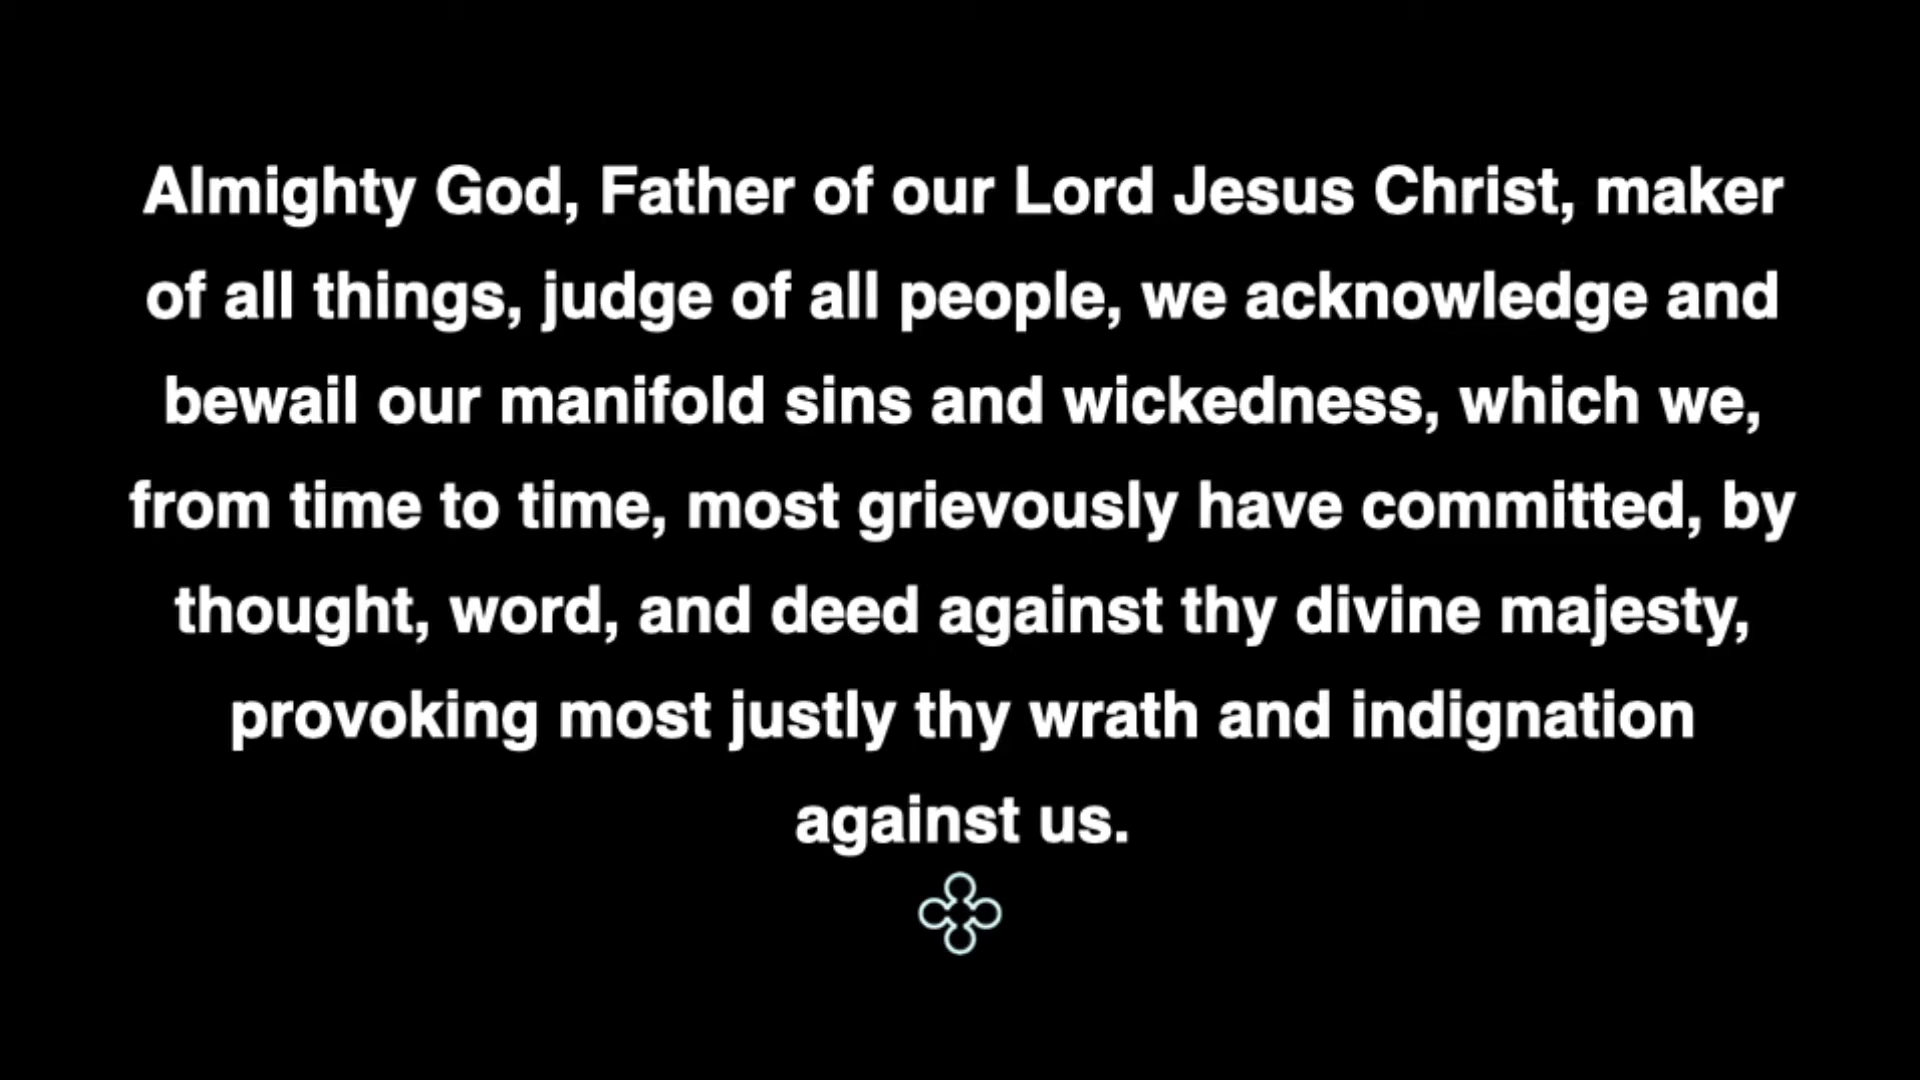 Almighty God, Father of our Lord Jesus Christ, maker
of all things, judge of all people, we acknowledge and
bewail our manifold sins and wickedness, which we,
from time to time, most grievously have committed, by
thought, word, and deed against thy divine majesty,
provoking most justly thy wrath and indignation
against us.